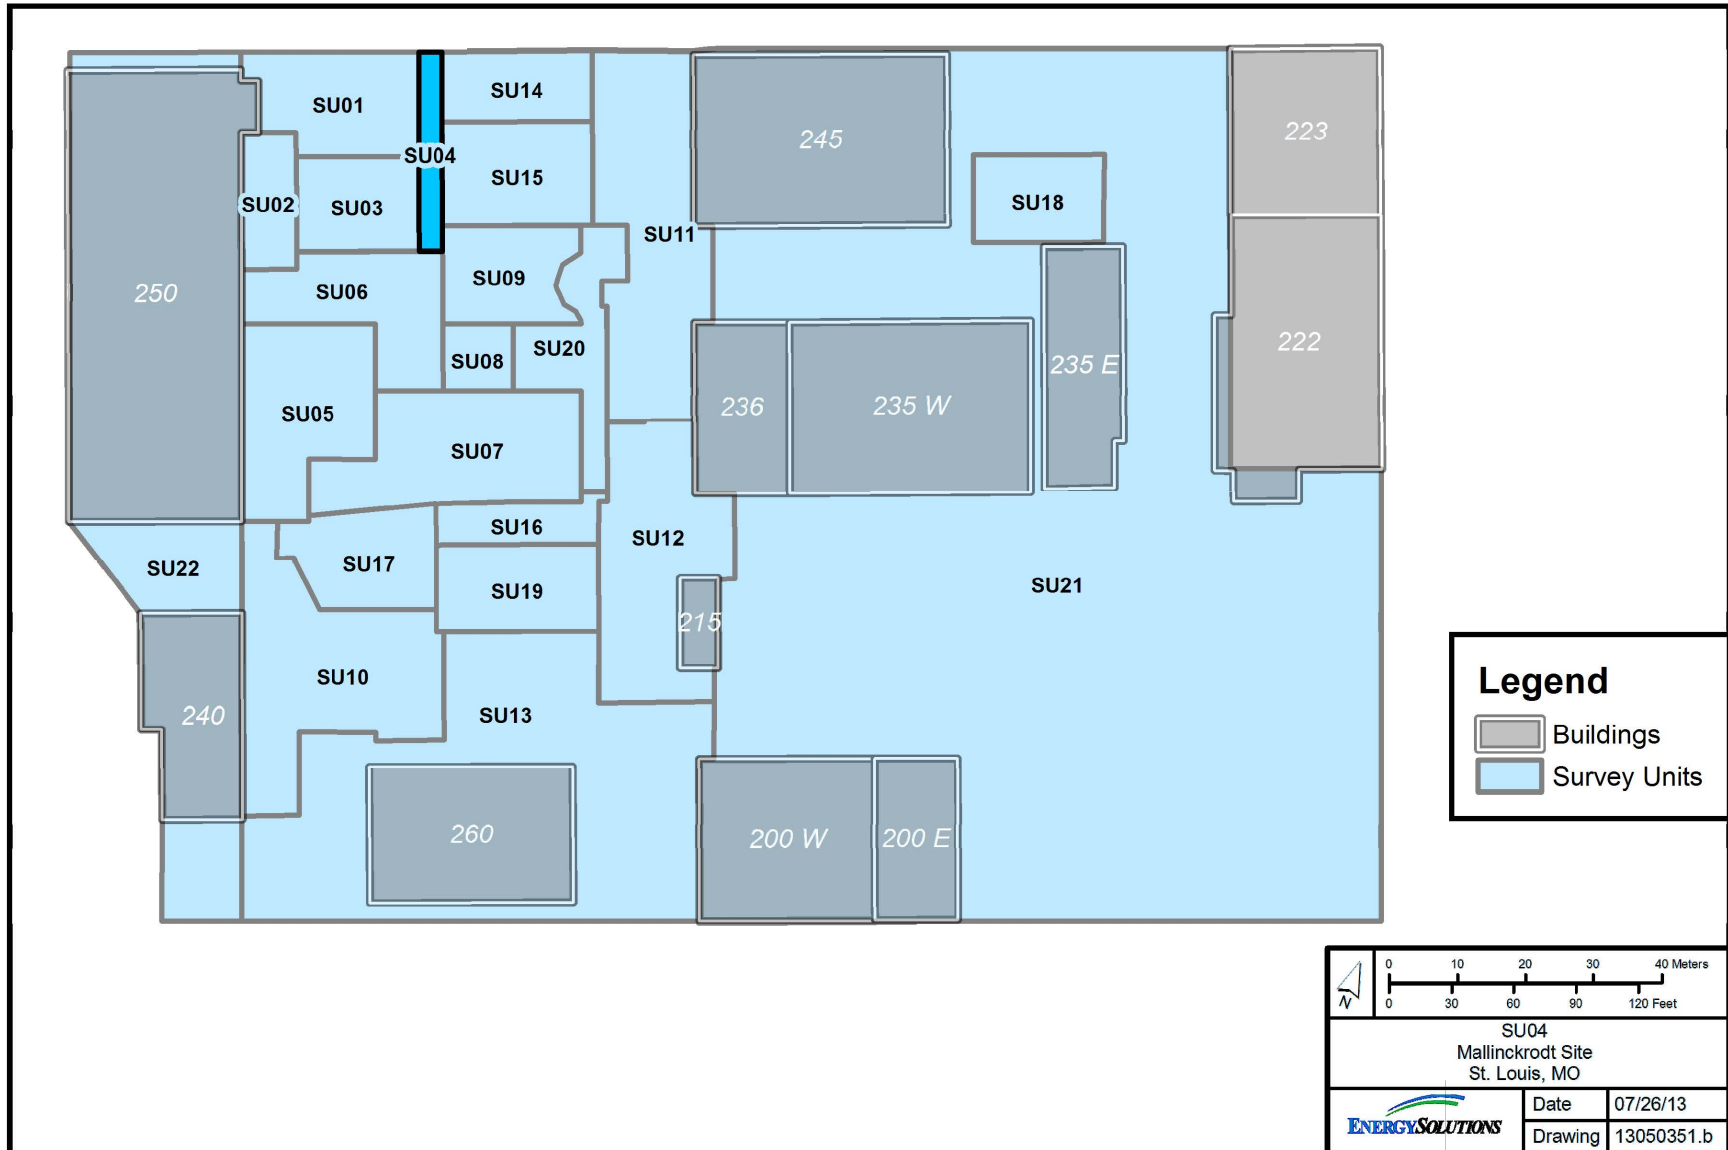 SU01
SU14
SU04
SU15
SU02
SU03
245
223
SU18
SU11
250
SU06
SU09
222
SU08
SU20
235 E
236
235 W
SU05
SU07
SU16
SU12
SU17
SU22
SU19
SU21
215
SU10
240
SU13
260
200 W
200 E
Legend
Buildings
Survey Units
N
0 10 20 30 40 Meters
0 30 60 90 120 Feet
SU04
Mallinckrodt Site
St. Louis, MO
ENERGYSOLUTIONS
Date 07/26/13
Drawing 13050351.b